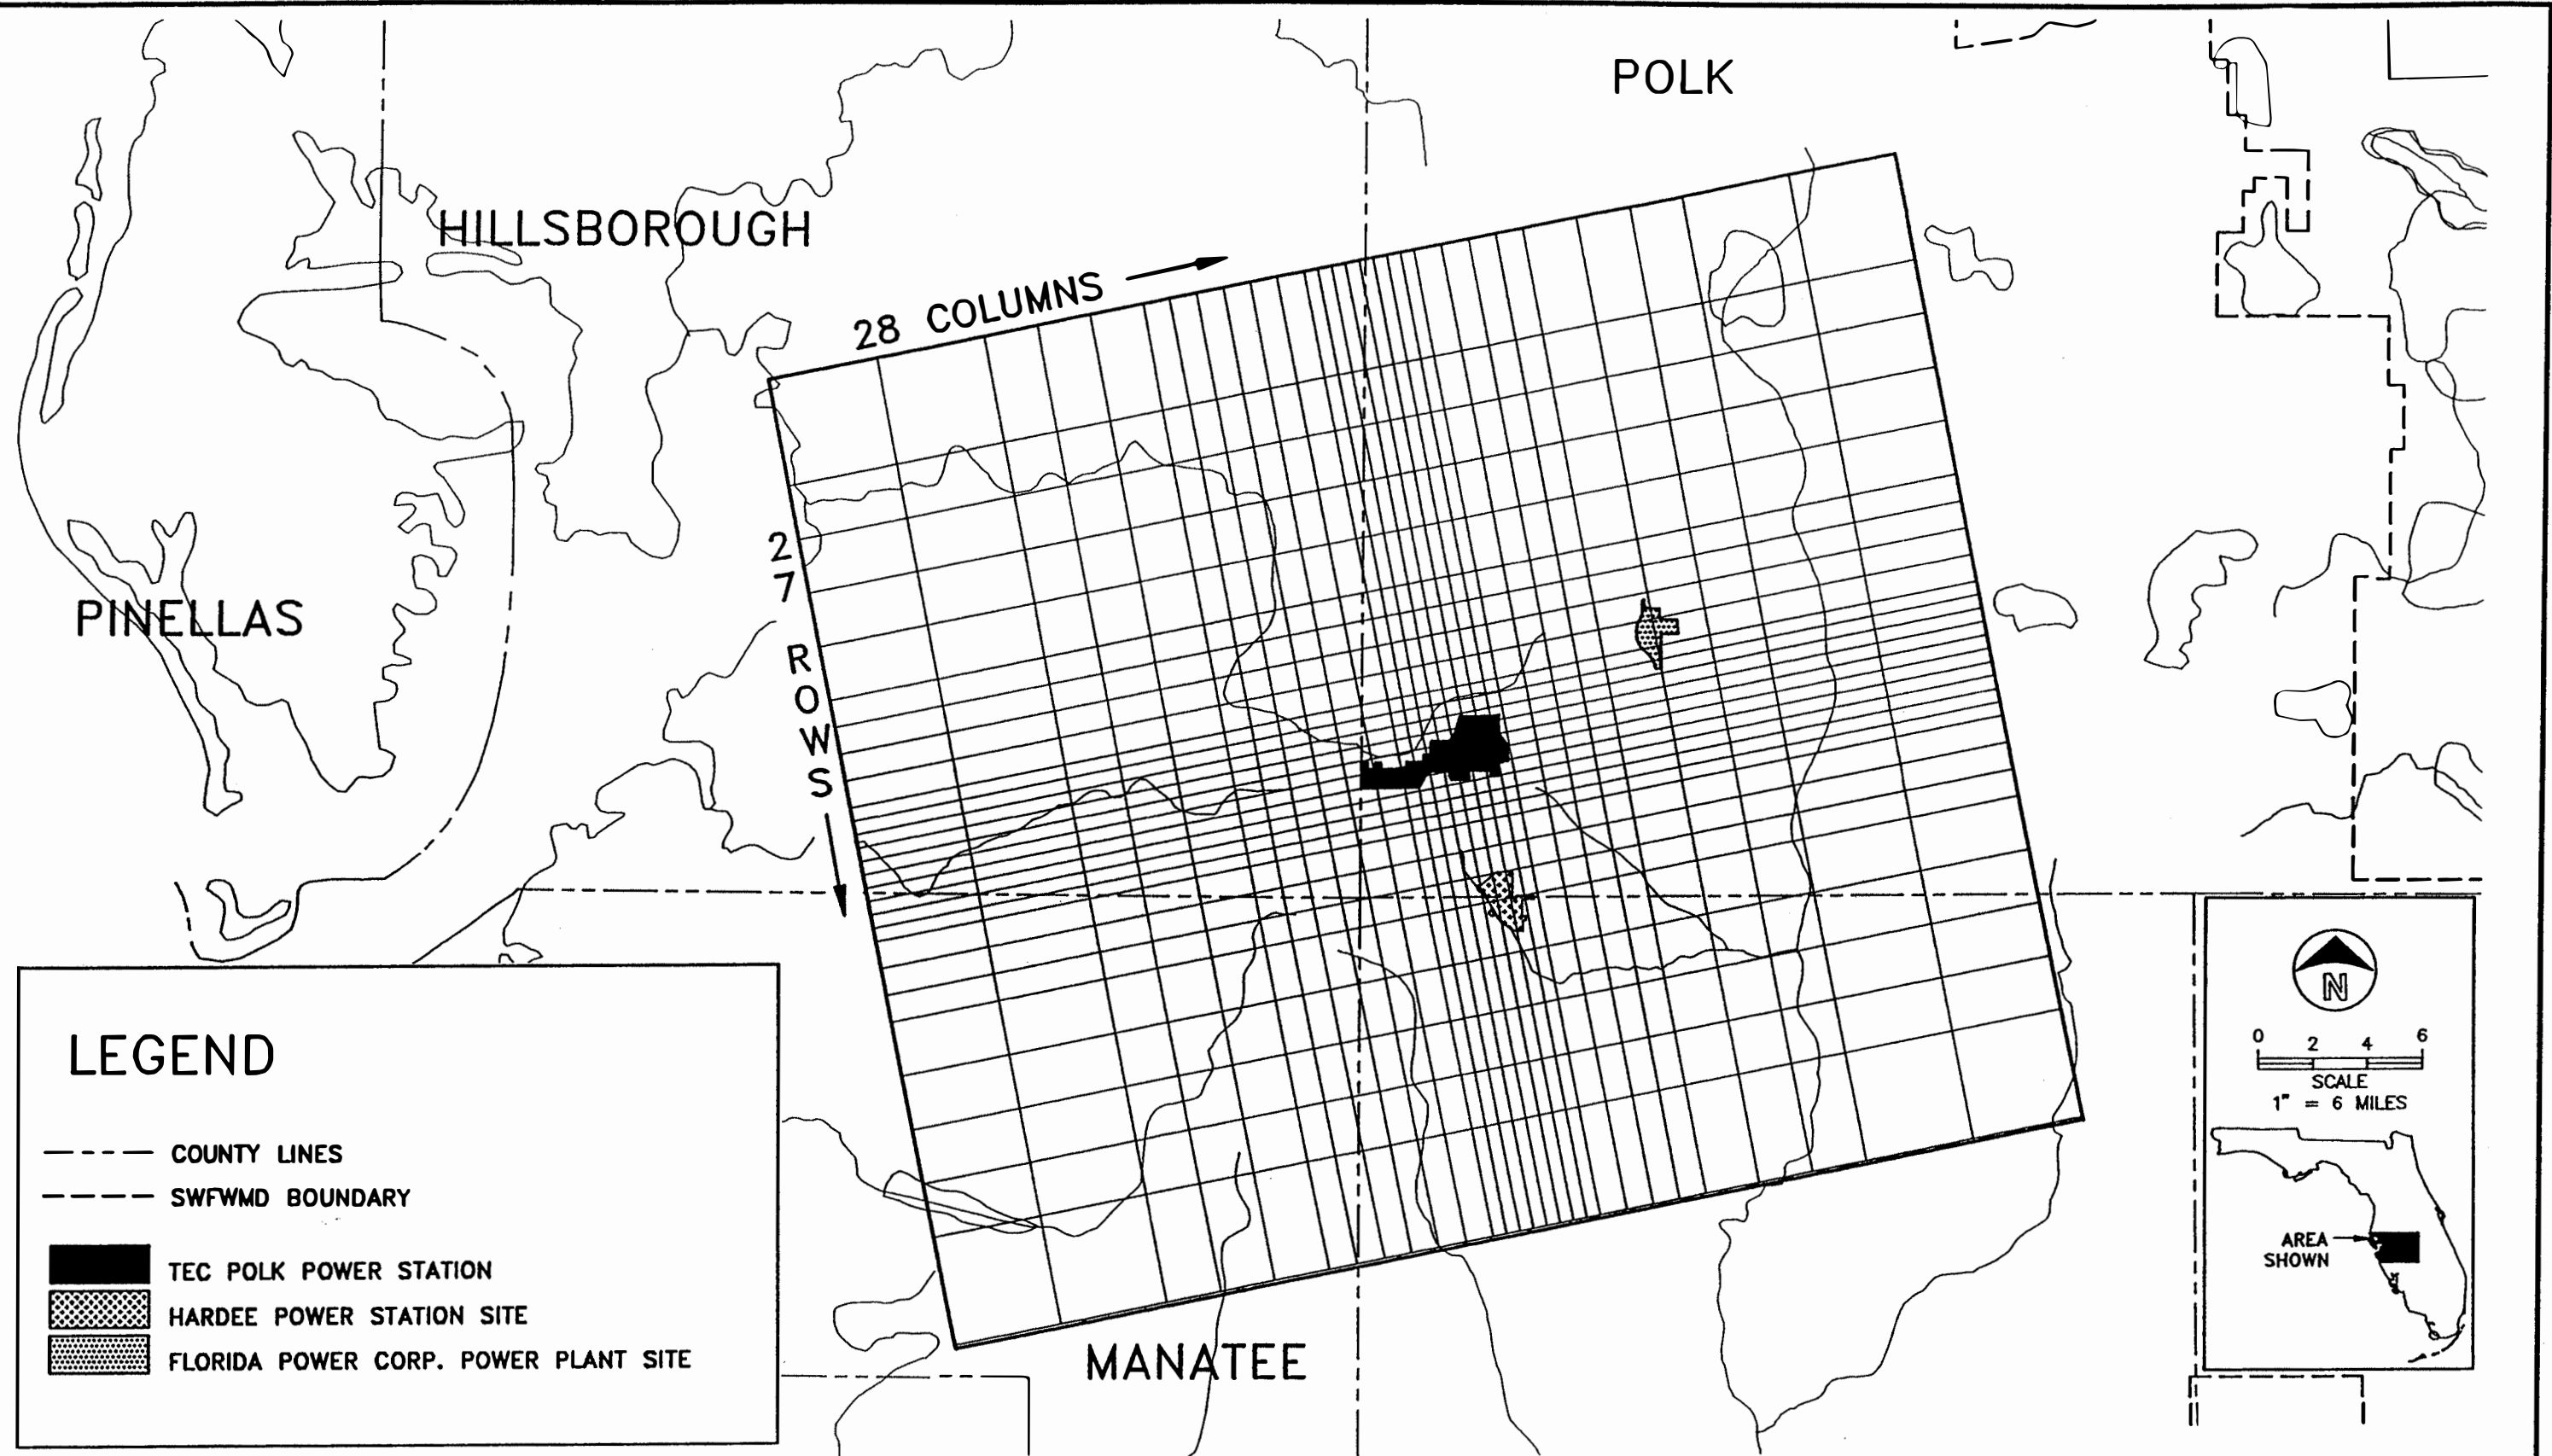 POLK
HILLSBOROUGH
28 COLUMNS
27 ROWS
PINELLAS
MANATEE
LEGEND
COUNTY LINES
SWFWMD BOUNDARY
TEC POLK POWER STATION
HARDEE POWER STATION SITE
FLORIDA POWER CORP. POWER PLANT SITE
N
0 2 4 6
SCALE
1" = 6 MILES
AREA
SHOWN